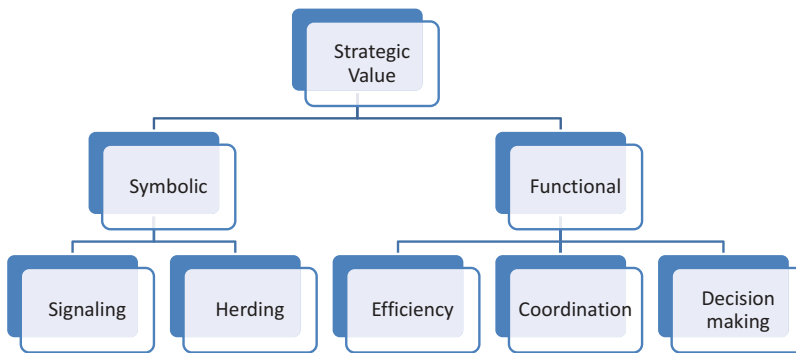 Strategic
Value
Symbolic
Functional
Signaling
Herding
Efficiency
Coordination
Decision
making